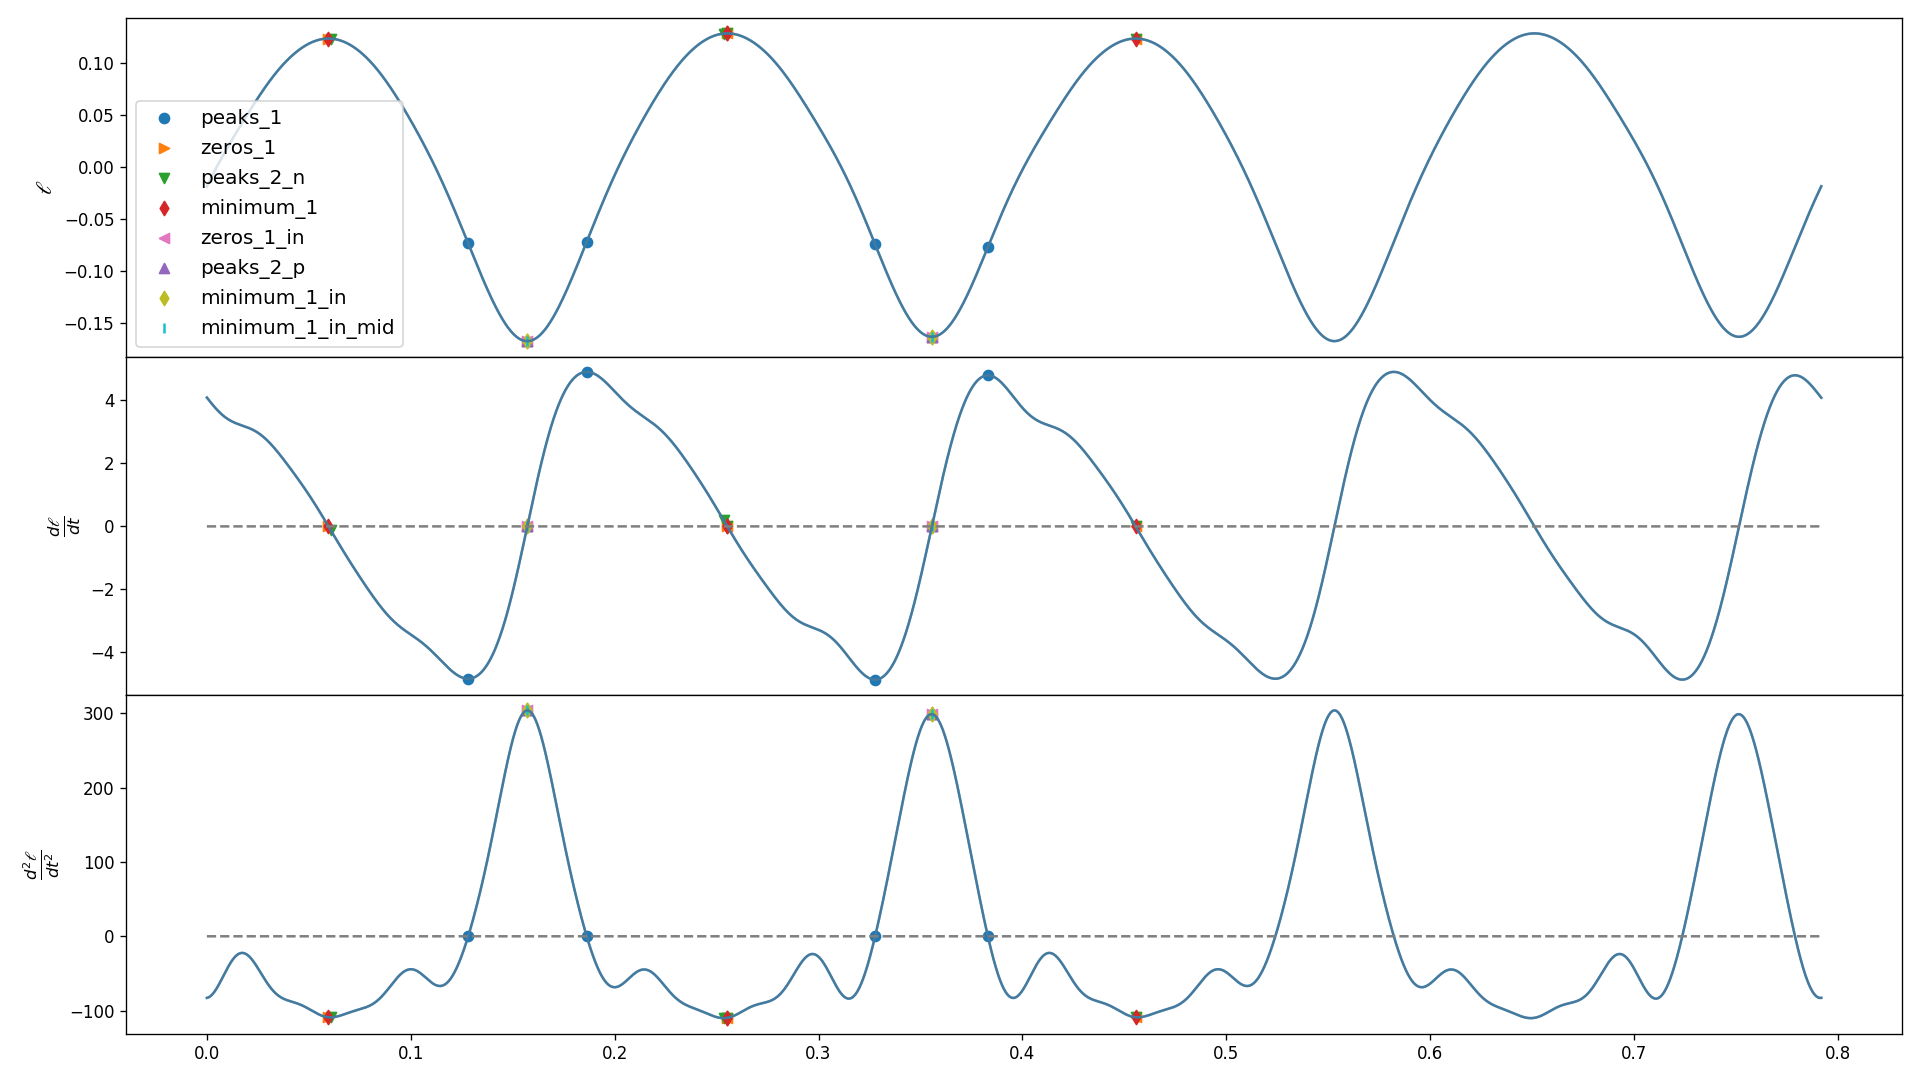 0.10
0.05
0.00
−0.05
−0.10
−0.15
ℓ
peaks_1
zeros_1
peaks_2_n
minimum_1
zeros_1_in
peaks_2_p
minimum_1_in
minimum_1_in_mid
4
2
0
−2
−4
dℓ
dt
300
200
100
0
−100
d²ℓ
dt²
0.0 0.1 0.2 0.3 0.4 0.5 0.6 0.7 0.8